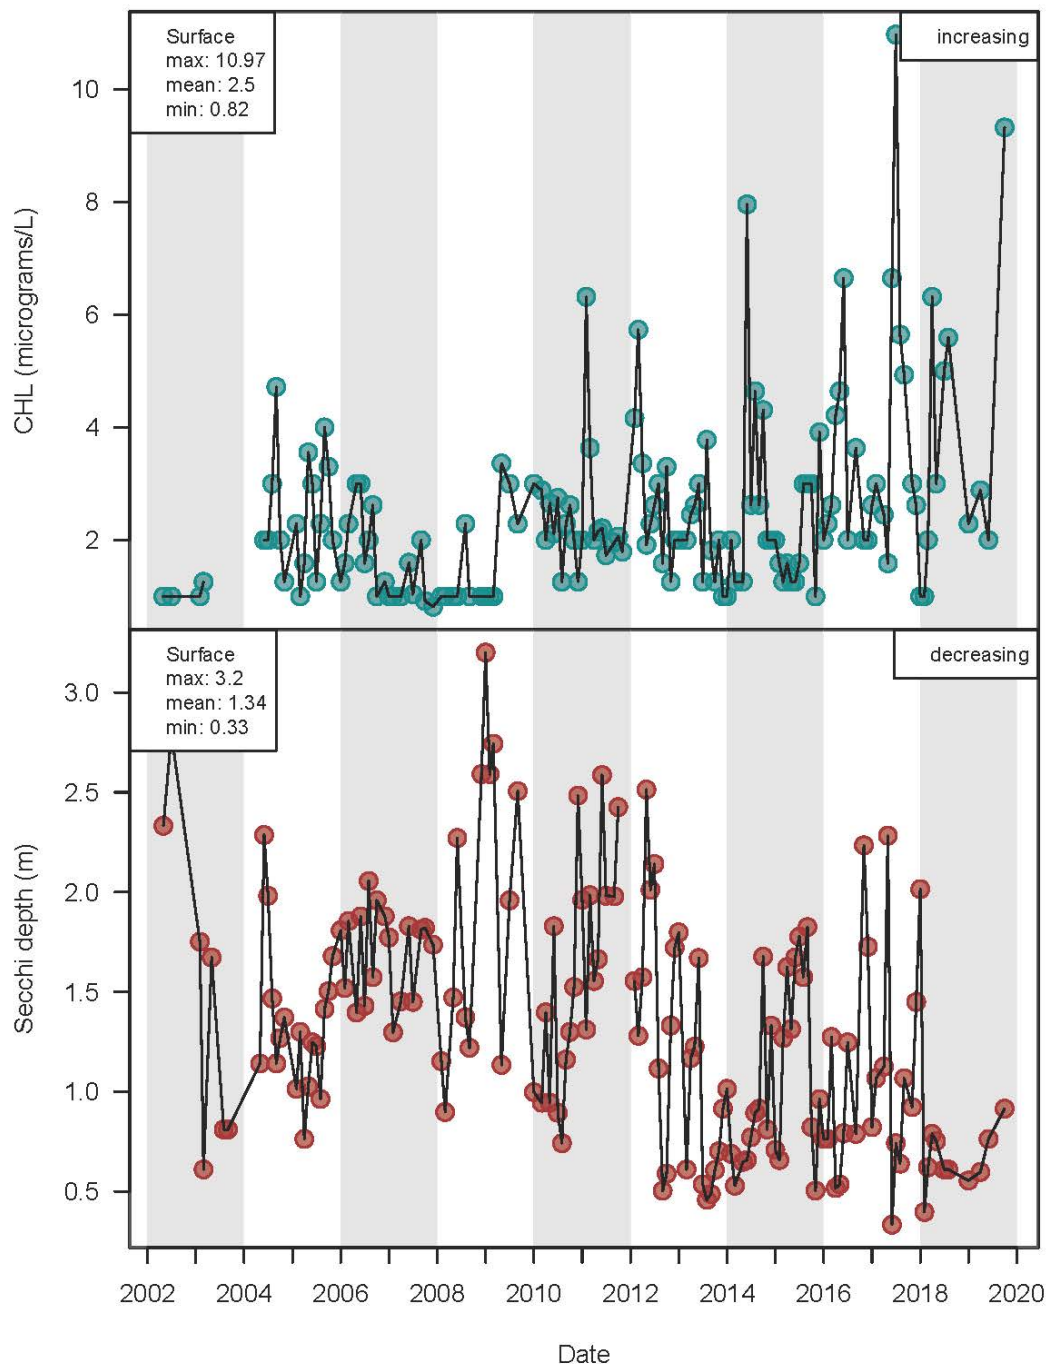 Surface
max: 10.97
mean: 2.5
min: 0.82
increasing
10
8
6
4
2
CHL (micrograms/L)
Surface
max: 3.2
mean: 1.34
min: 0.33
decreasing
3.0
2.5
2.0
1.5
1.0
0.5
Secchi depth (m)
2002 2004 2006 2008 2010 2012 2014 2016 2018 2020
Date